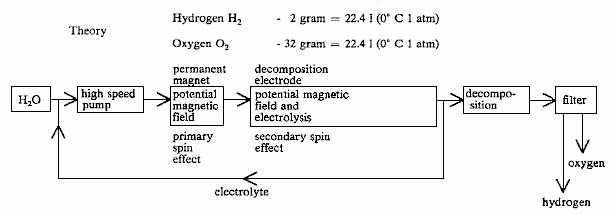 Theory
Hydrogen H₂ - 2 gram = 22.4 l (0° C 1 atm)
Oxygen O₂ - 32 gram = 22.4 l (0° C 1 atm)
permanent
magnet
decomposition
electrode
H₂O
high speed
pump
potential
magnetic
field
potential magnetic
field and
electrolysis
decompo-
sition
filter
primary
spin
effect
secondary spin
effect
electrolyte
oxygen
hydrogen